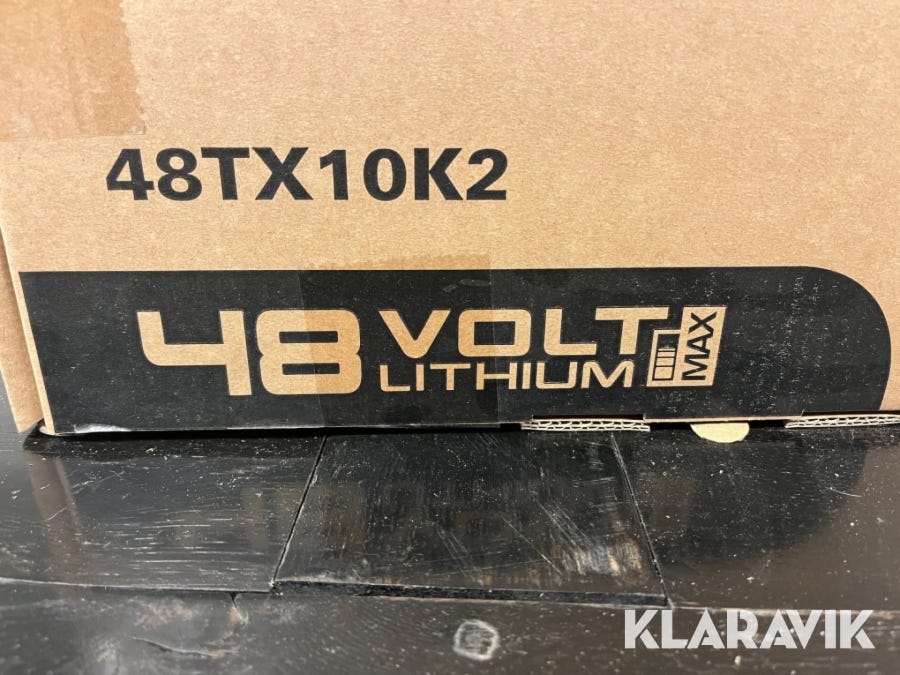 48TX10K2
48 VOLT
LITHIUM MAX
KLARAVIK